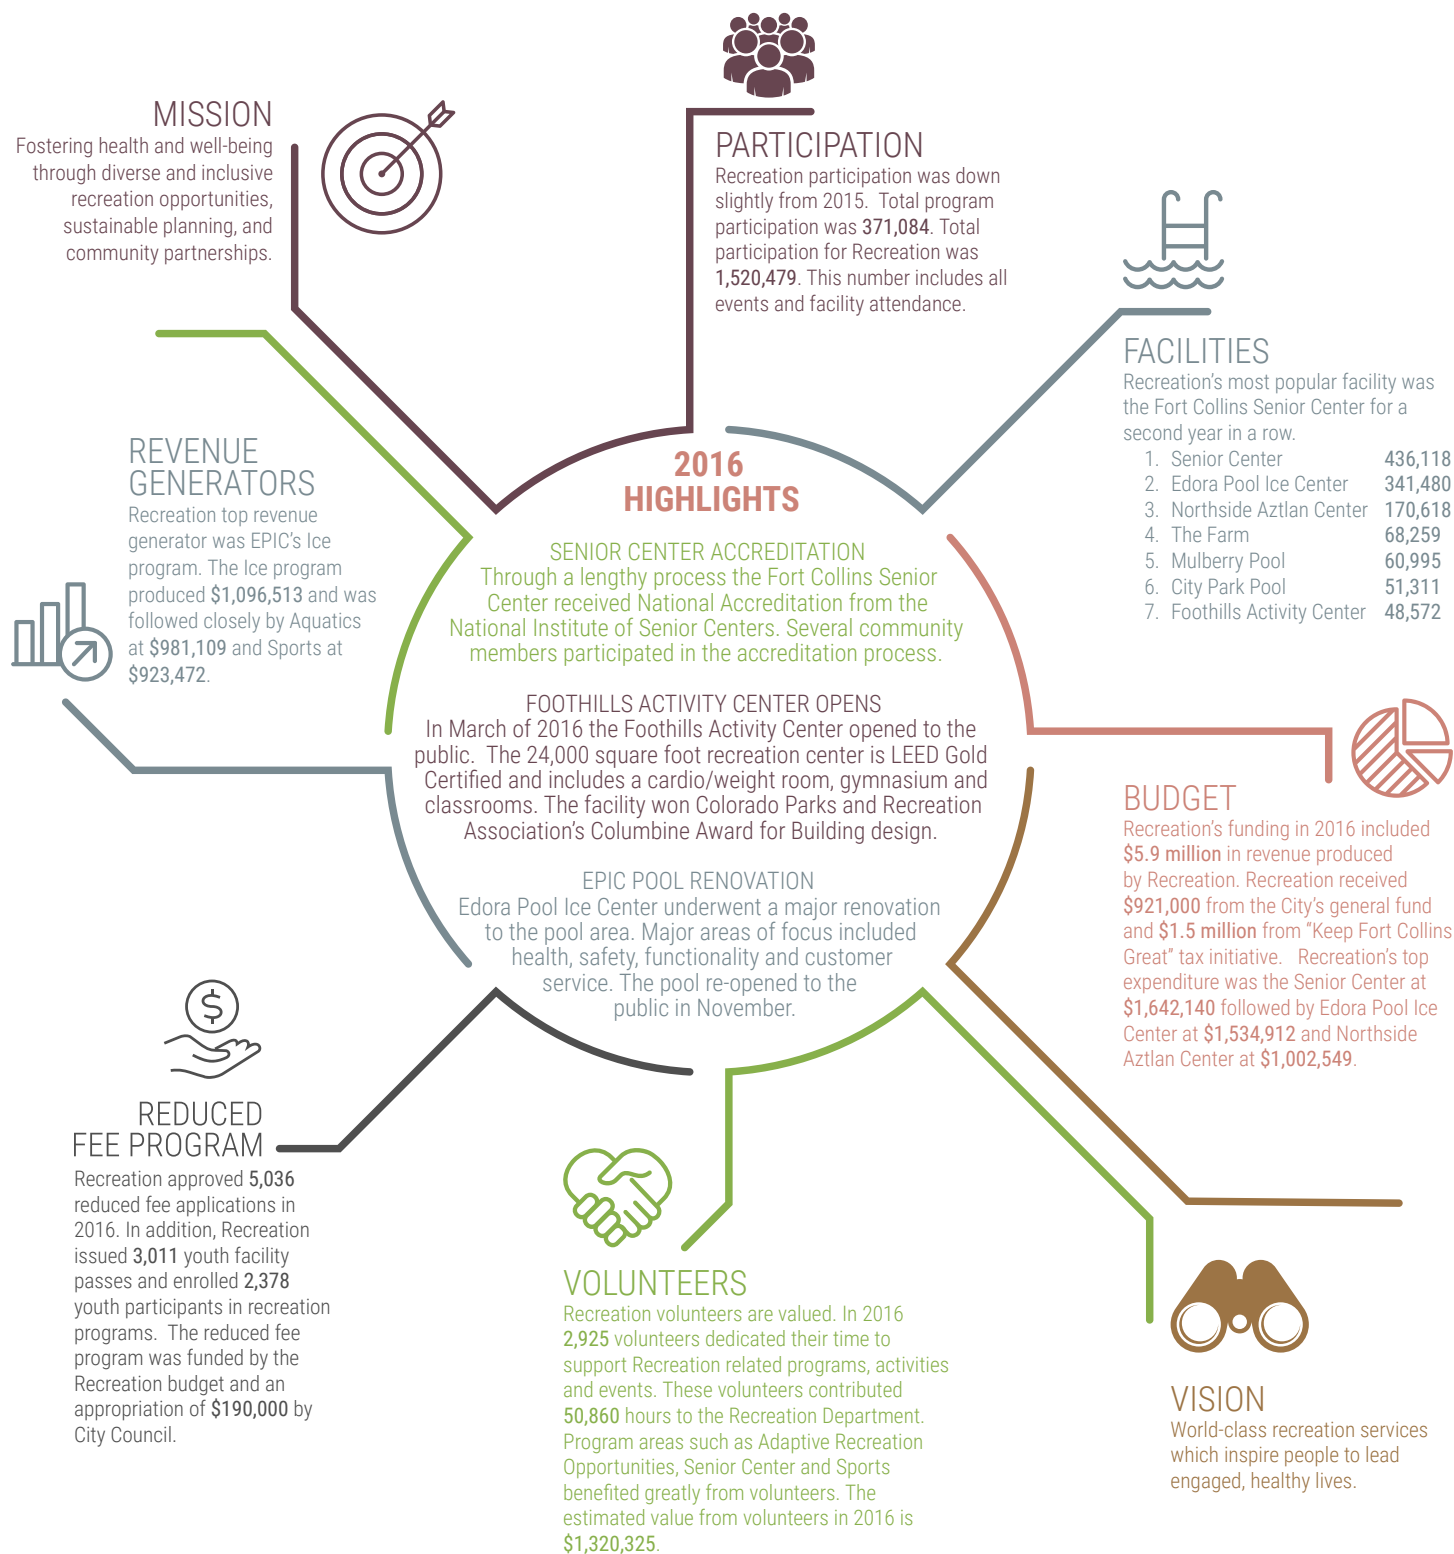 MISSION
Fostering health and well-being
through diverse and inclusive
recreation opportunities,
sustainable planning, and
community partnerships.
PARTICIPATION
Recreation participation was down
slightly from 2015. Total program
participation was 371,084. Total
participation for Recreation was
1,520,479. This number includes all
events and facility attendance.
FACILITIES
Recreation's most popular facility was
the Fort Collins Senior Center for a
second year in a row.
1. Senior Center 436,118
2. Edora Pool Ice Center 341,480
3. Northside Aztlan Center 170,618
4. The Farm 68,259
5. Mulberry Pool 60,995
6. City Park Pool 51,311
7. Foothills Activity Center 48,572
REVENUE
GENERATORS
Recreation top revenue
generator was EPIC's Ice
program. The Ice program
produced $1,096,513 and was
followed closely by Aquatics
at $981,109 and Sports at
$923,472.
2016
HIGHLIGHTS
SENIOR CENTER ACCREDITATION
Through a lengthy process the Fort Collins Senior
Center received National Accreditation from the
National Institute of Senior Centers. Several community
members participated in the accreditation process.
FOOTHILLS ACTIVITY CENTER OPENS
In March of 2016 the Foothills Activity Center opened to the
public. The 24,000 square foot recreation center is LEED Gold
Certified and includes a cardio/weight room, gymnasium and
classrooms. The facility won Colorado Parks and Recreation
Association's Columbine Award for Building design.
EPIC POOL RENOVATION
Edora Pool Ice Center underwent a major renovation
to the pool area. Major areas of focus included
health, safety, functionality and customer
service. The pool re-opened to the
public in November.
BUDGET
Recreation's funding in 2016 included
$5.9 million in revenue produced
by Recreation. Recreation received
$921,000 from the City's general fund
and $1.5 million from "Keep Fort Collins
Great" tax initiative. Recreation's top
expenditure was the Senior Center at
$1,642,140 followed by Edora Pool Ice
Center at $1,534,912 and Northside
Aztlan Center at $1,002,549.
$
REDUCED
FEE PROGRAM
Recreation approved 5,036
reduced fee applications in
2016. In addition, Recreation
issued 3,011 youth facility
passes and enrolled 2,378
youth participants in recreation
programs. The reduced fee
program was funded by the
Recreation budget and an
appropriation of $190,000 by
City Council.
VOLUNTEERS
Recreation volunteers are valued. In 2016
2,925 volunteers dedicated their time to
support Recreation related programs, activities
and events. These volunteers contributed
50,860 hours to the Recreation Department.
Program areas such as Adaptive Recreation
Opportunities, Senior Center and Sports
benefited greatly from volunteers. The
estimated value from volunteers in 2016 is
$1,320,325.
VISION
World-class recreation services
which inspire people to lead
engaged, healthy lives.